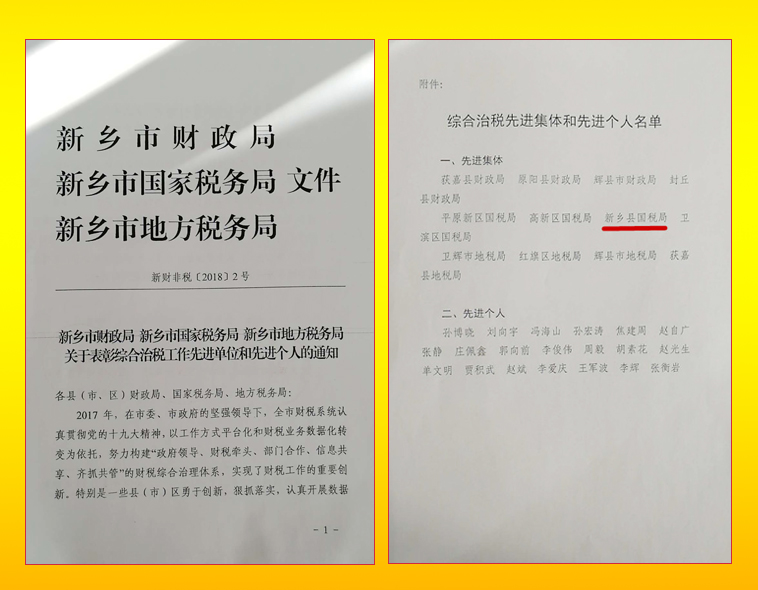 新乡市财政局
新乡市国家税务局 文件
新乡市地方税务局
新财非税〔2018〕2号
新乡市财政局 新乡市国家税务局 新乡市地方税务局
关于表彰综合治税工作先进单位和先进个人的通知
各县（市、区）财政局、国家税务局、地方税务局：
2017 年，在市委、市政府的坚强领导下，全市财税系统认
真贯彻党的十九大精神，以工作方式平台化和财税业务数据化转
变为依托，努力构建“政府领导、财税牵头、部门合作、信息共
享、齐抓共管”的财税综合治理体系，实现了财税工作的重要创
新。特别是一些县（市）区勇于创新，狠抓落实，认真开展数据
－1－
附件：
综合治税先进集体和先进个人名单
一、先进集体
获嘉县财政局 原阳县财政局 辉县市财政局 封丘
县财政局
平原新区国税局 高新区国税局 新乡县国税局 卫
滨区国税局
卫辉市地税局 红旗区地税局 辉县市地税局 获嘉
县地税局
二、先进个人
孙博晓 刘向宇 冯海山 孙宏涛 焦建周 赵自广
张静 庄佩鑫 郭向前 李俊伟 周毅 胡素花 赵光生
单文明 贾积武 赵斌 李爱庆 王军波 李辉 张衡岩